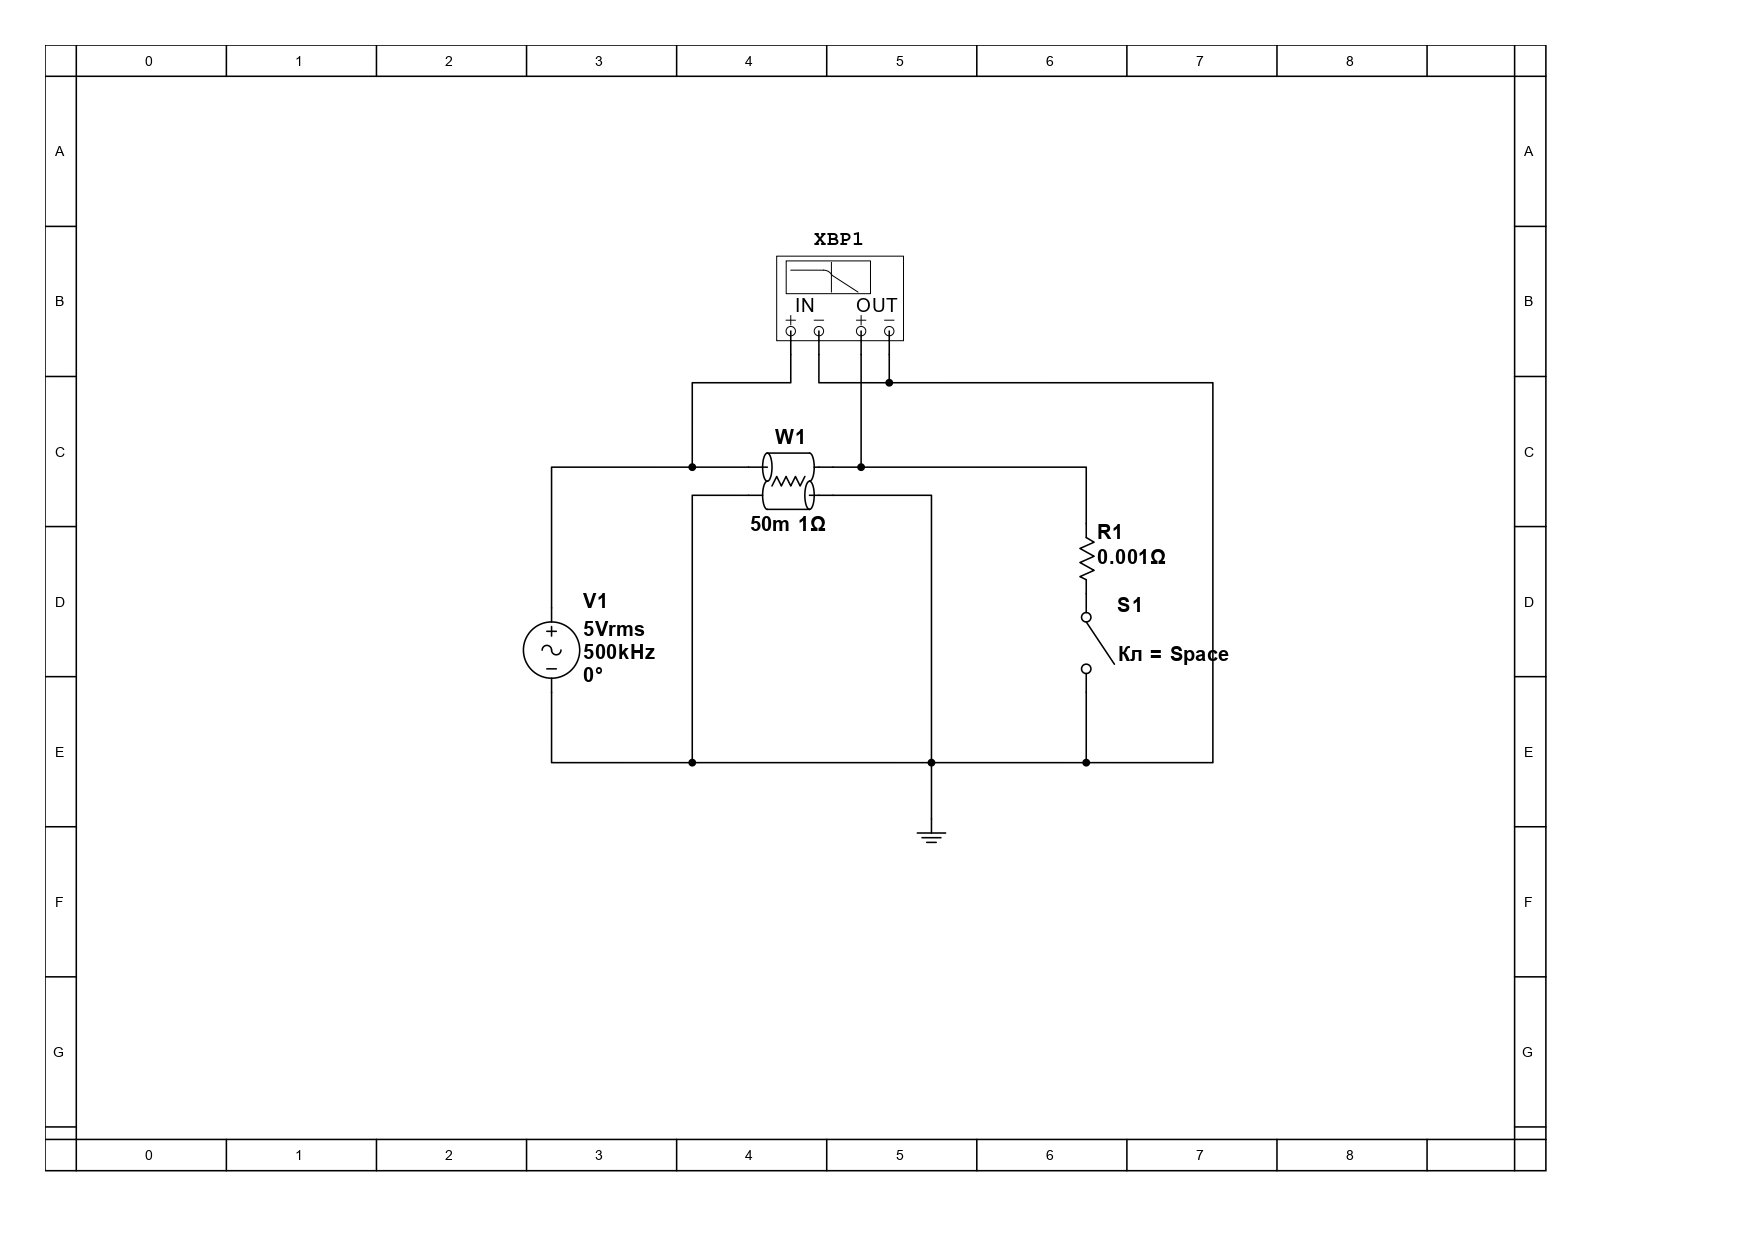 0 1 2 3 4 5 6 7 8
A A
XBP1
B IN OUT B
+ − + −
W1
C C
50m 1Ω
R1
0.001Ω
V1
S1
D D
+
5Vrms
500kHz
Кл = Space
−
0°
E E
F F
G G
0 1 2 3 4 5 6 7 8